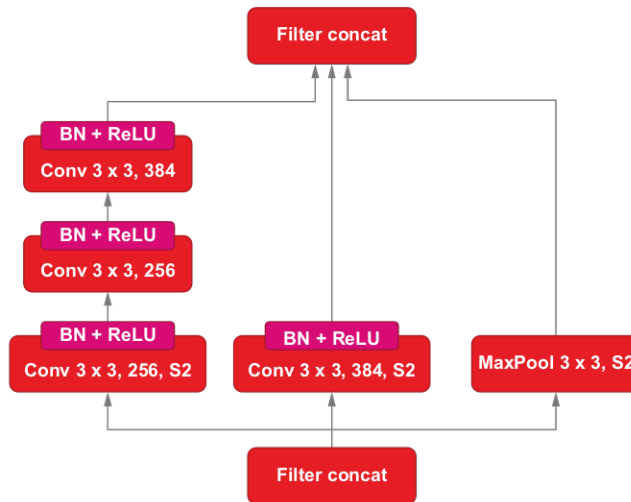 Filter concat
BN + ReLU
Conv 3 x 3, 384
BN + ReLU
Conv 3 x 3, 256
BN + ReLU
Conv 3 x 3, 256, S2
BN + ReLU
Conv 3 x 3, 384, S2
MaxPool 3 x 3, S2
Filter concat